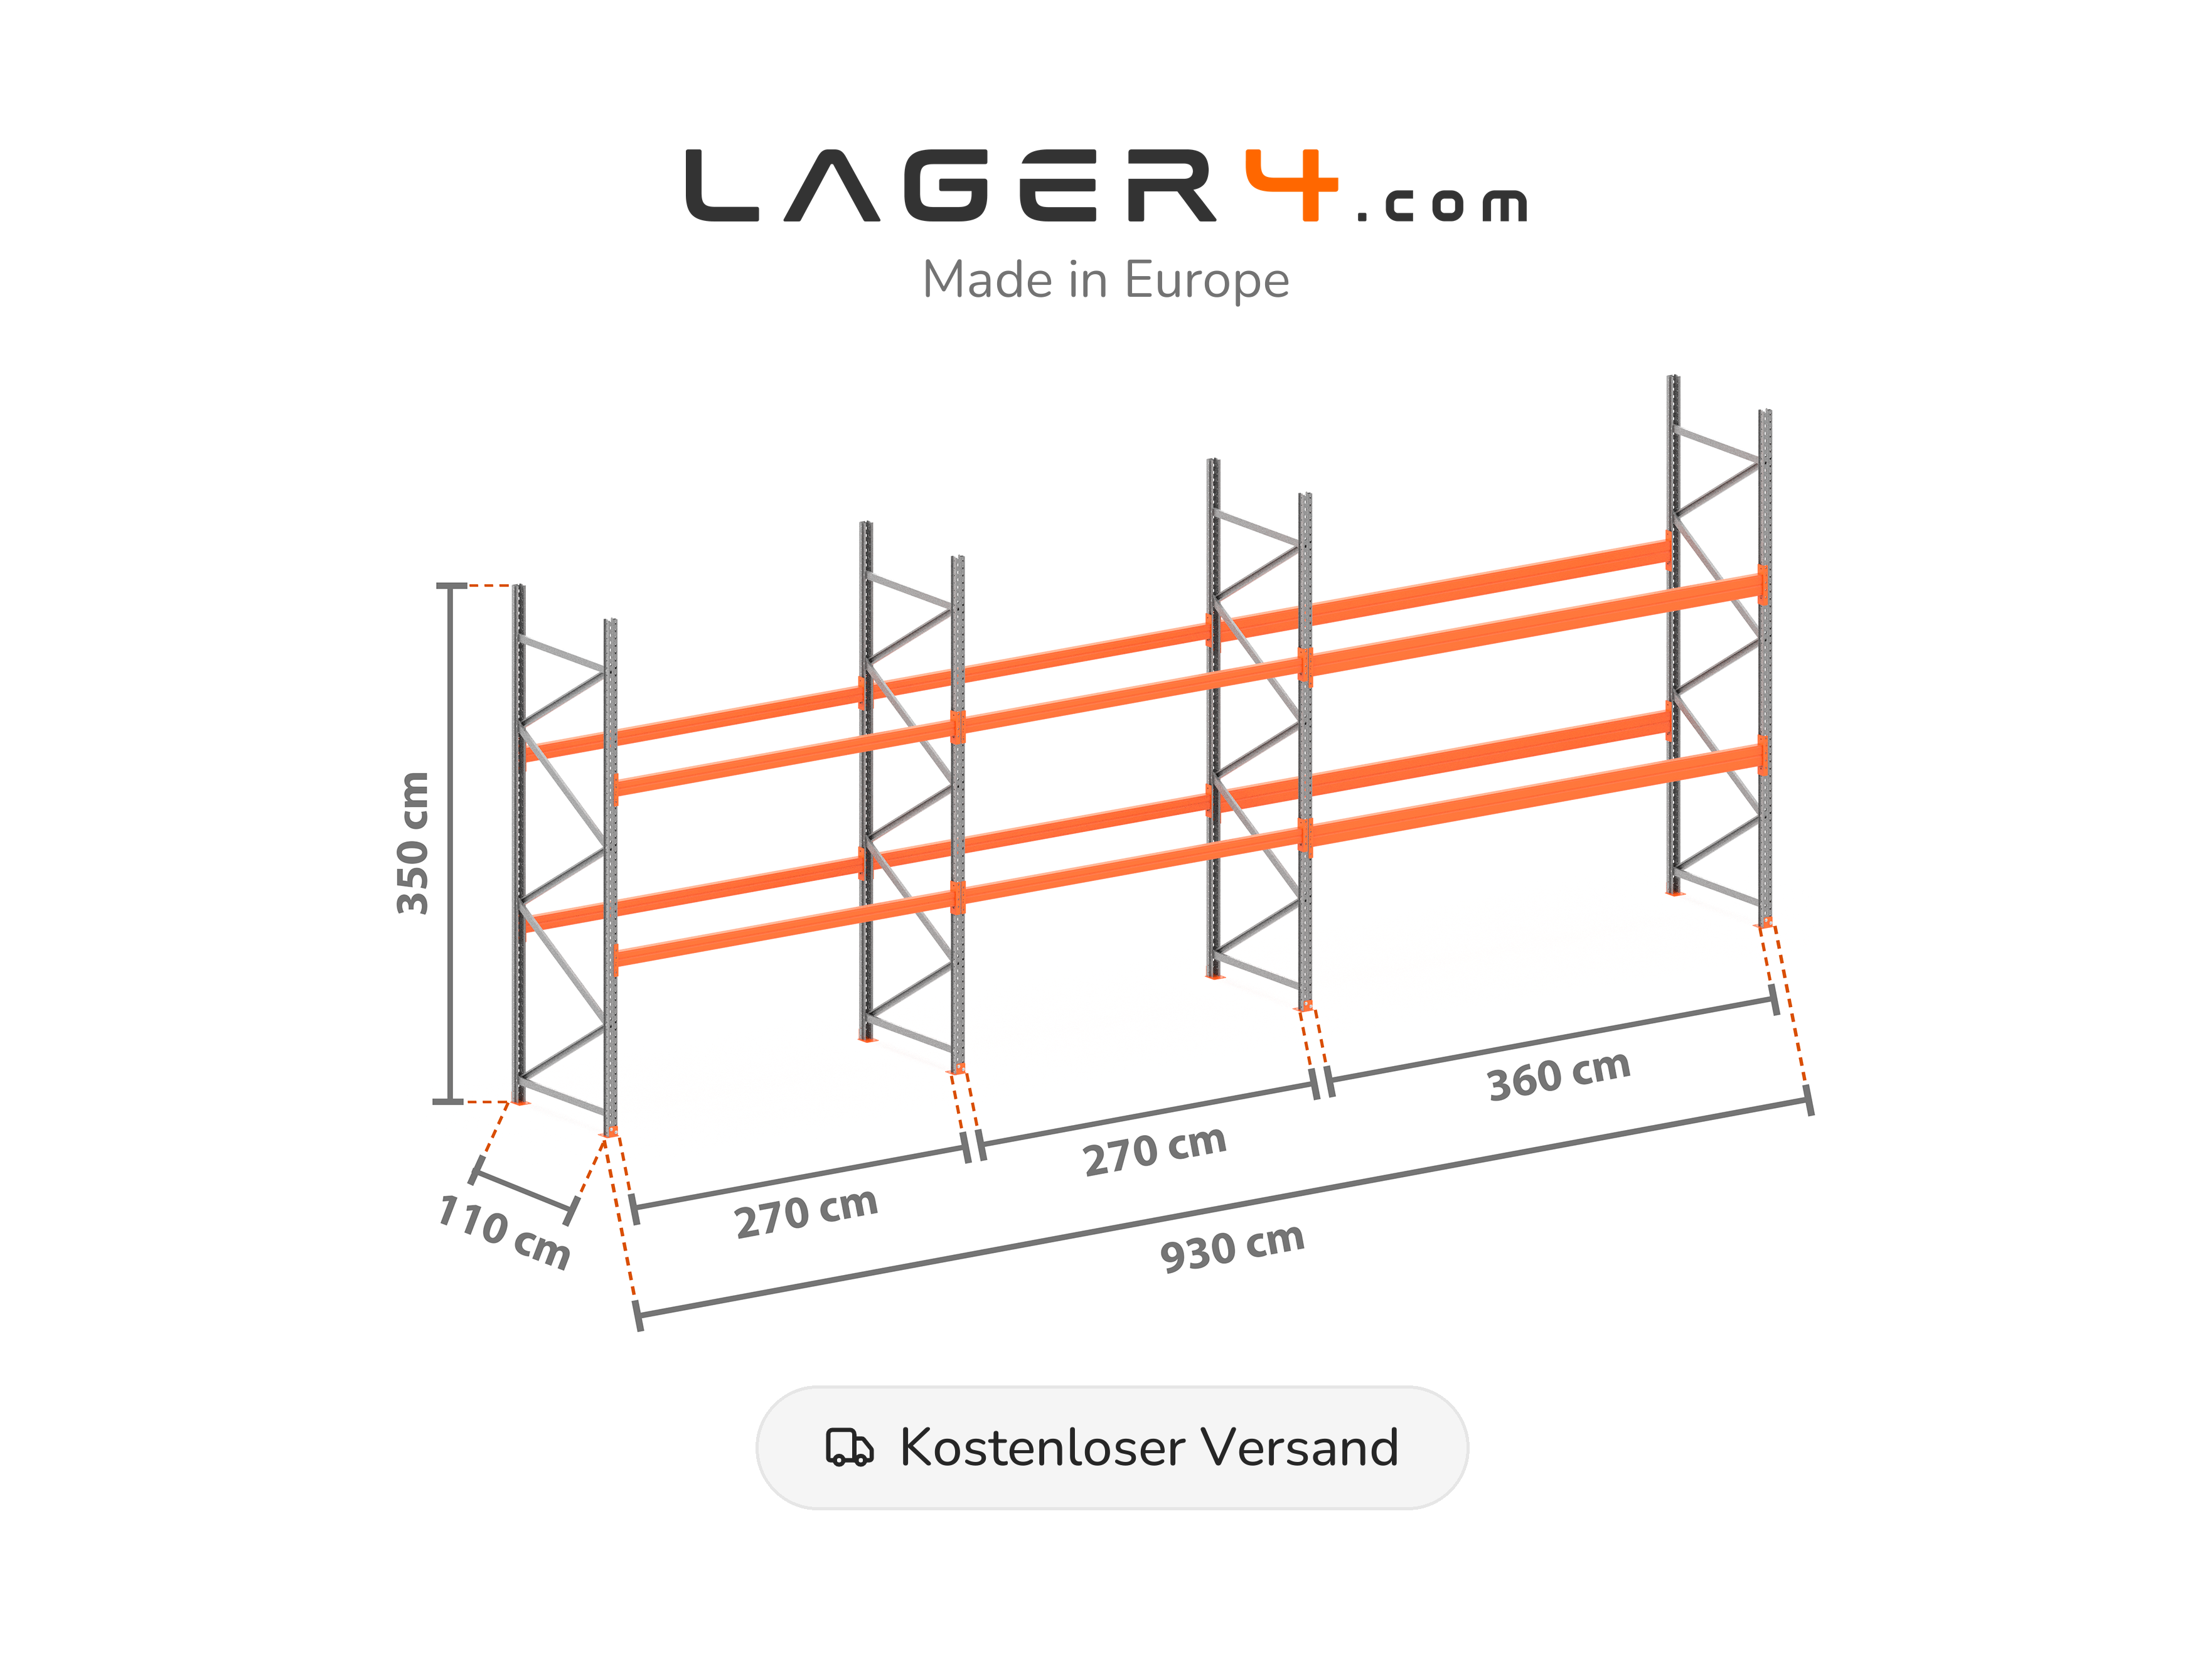 LAGER4.com
Made in Europe
350 cm
110 cm
270 cm
270 cm
360 cm
930 cm
Kostenloser Versand